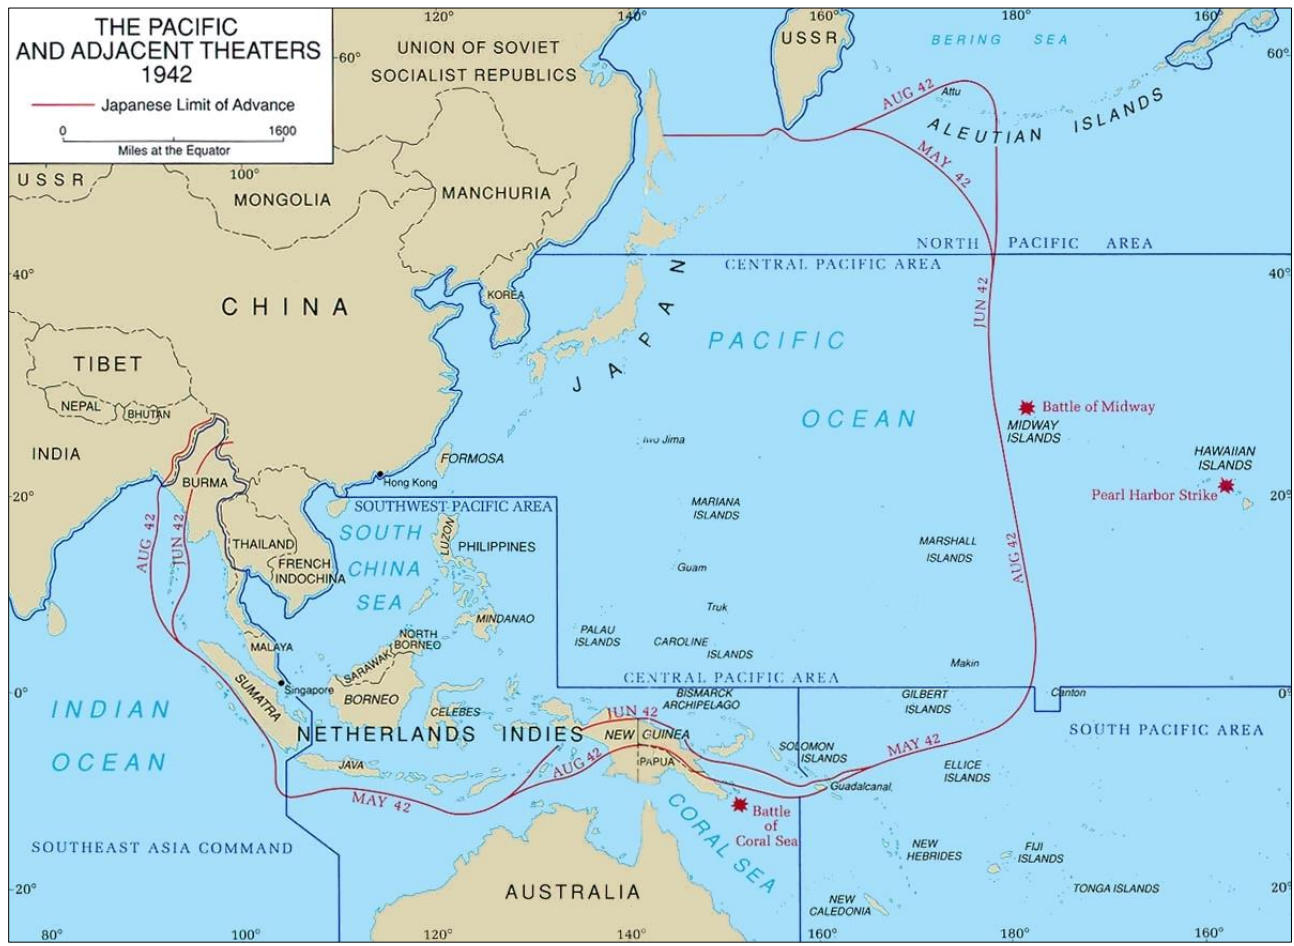 THE PACIFIC
AND ADJACENT THEATERS
1942
Japanese Limit of Advance
0 1600
Miles at the Equator
120° 140° 160° 180° 160°
60°
60°
UNION OF SOVIET
SOCIALIST REPUBLICS
USSR
BERING SEA
AUG 42
Attu
ALEUTIAN ISLANDS
MAY 42
USSR
100°
MONGOLIA
MANCHURIA
NORTH PACIFIC AREA
CENTRAL PACIFIC AREA
40°
40°
CHINA
KOREA
JAPAN
JUN 42
PACIFIC
OCEAN
TIBET
NEPAL
BHUTAN
INDIA
BURMA
Battle of Midway
MIDWAY
ISLANDS
Iwo Jima
HAWAIIAN
ISLANDS
Pearl Harbor Strike
FORMOSA
Hong Kong
20°
20°
SOUTHWEST PACIFIC AREA
MARIANA
ISLANDS
AUG 42
JUN 42
THAILAND
FRENCH
INDOCHINA
SOUTH
CHINA
SEA
LUZON
PHILIPPINES
MARSHALL
ISLANDS
AUG 42
Guam
Truk
MINDANAO
PALAU
ISLANDS
CAROLINE
ISLANDS
NORTH
BORNEO
SARAWAK
MALAYA
Makin
Singapore
SUMATRA
BORNEO
CELEBES
CENTRAL PACIFIC AREA
0°
0°
BISMARCK
ARCHIPELAGO
GILBERT
ISLANDS
Canton
INDIAN
OCEAN
JUN 42
NETHERLANDS INDIES
NEW GUINEA
SOUTH PACIFIC AREA
SOLOMON
ISLANDS
MAY 42
JAVA
AUG 42
PAPUA
ELLICE
ISLANDS
Guadalcanal
MAY 42
Battle
of
Coral Sea
CORAL SEA
SOUTHEAST ASIA COMMAND
NEW
HEBRIDES
FIJI
ISLANDS
20°
20°
AUSTRALIA
TONGA ISLANDS
NEW
CALEDONIA
80° 100° 120° 140° 160° 180° 160°